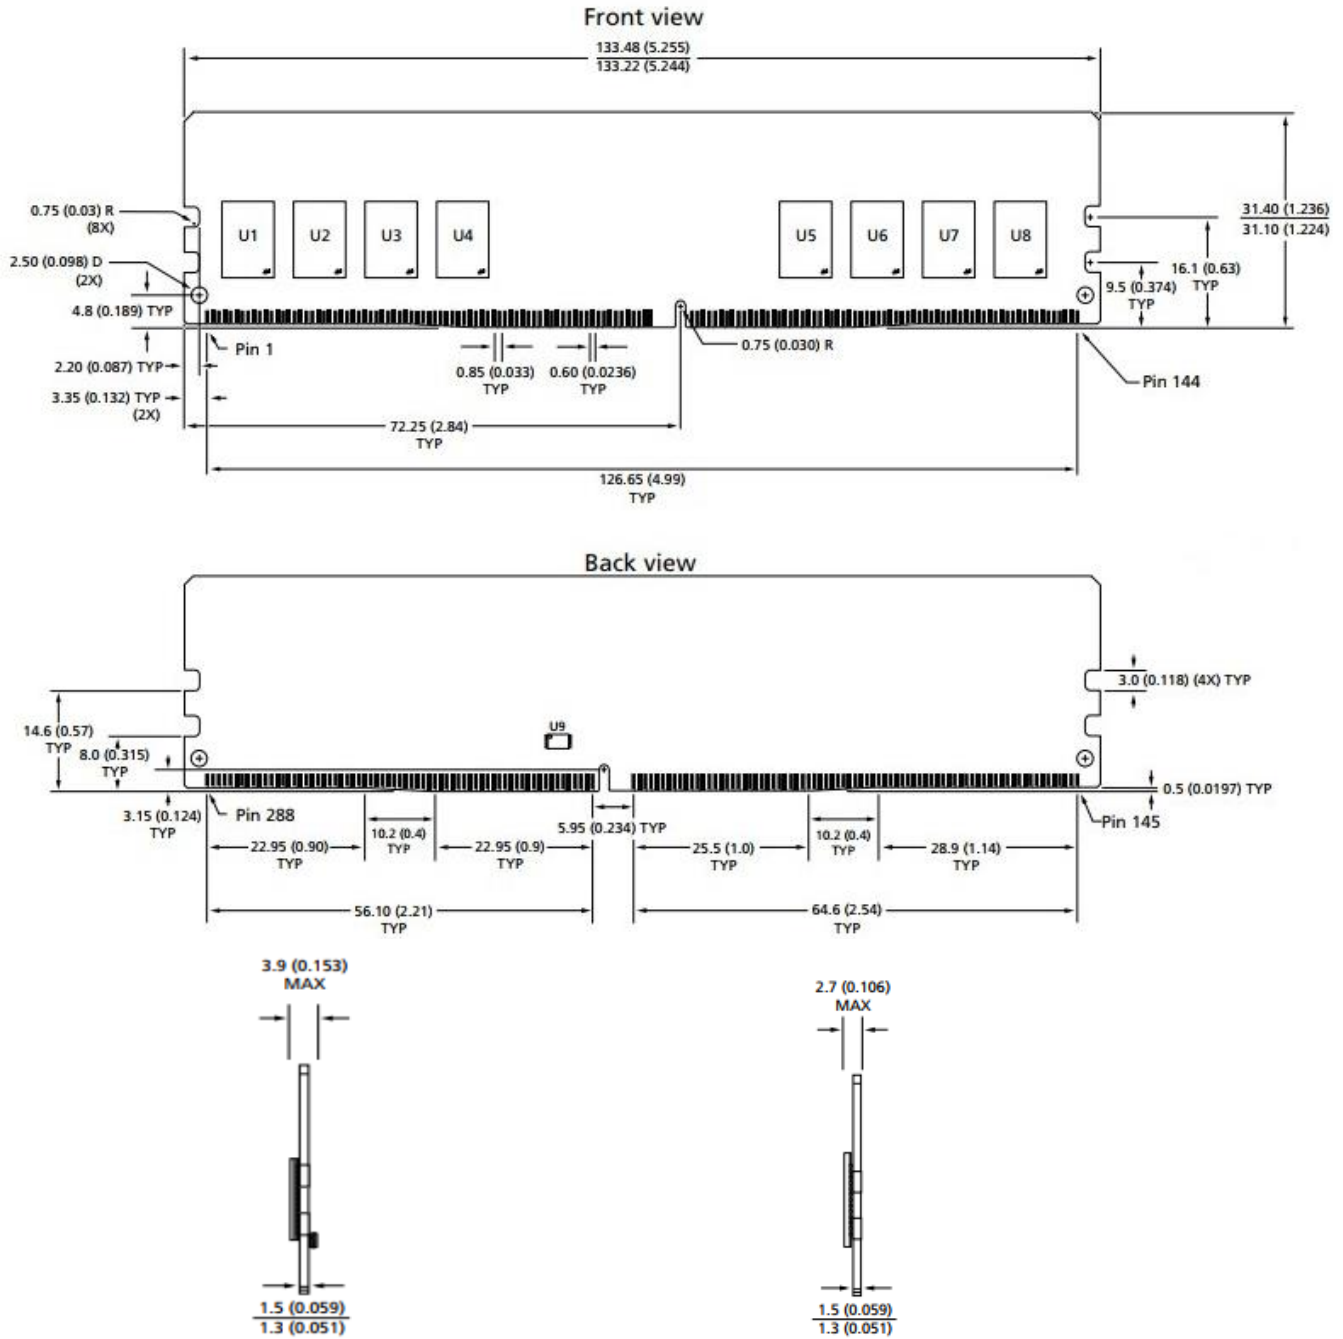 Front view
133.48 (5.255)
133.22 (5.244)
0.75 (0.03) R
(8X)
2.50 (0.098) D
(2X)
4.8 (0.189) TYP
2.20 (0.087) TYP
3.35 (0.132) TYP
(2X)
U1
U2
U3
U4
U5
U6
U7
U8
31.40 (1.236)
31.10 (1.224)
16.1 (0.63)
TYP
9.5 (0.374)
TYP
Pin 1
0.85 (0.033)
TYP
0.60 (0.0236)
TYP
0.75 (0.030) R
Pin 144
72.25 (2.84)
TYP
126.65 (4.99)
TYP
Back view
3.0 (0.118) (4X) TYP
14.6 (0.57)
TYP
8.0 (0.315)
TYP
U9
0.5 (0.0197) TYP
3.15 (0.124)
TYP
Pin 288
5.95 (0.234) TYP
Pin 145
22.95 (0.90)
TYP
10.2 (0.4)
TYP
22.95 (0.9)
TYP
25.5 (1.0)
TYP
10.2 (0.4)
TYP
28.9 (1.14)
TYP
56.10 (2.21)
TYP
64.6 (2.54)
TYP
3.9 (0.153)
MAX
2.7 (0.106)
MAX
1.5 (0.059)
1.3 (0.051)
1.5 (0.059)
1.3 (0.051)